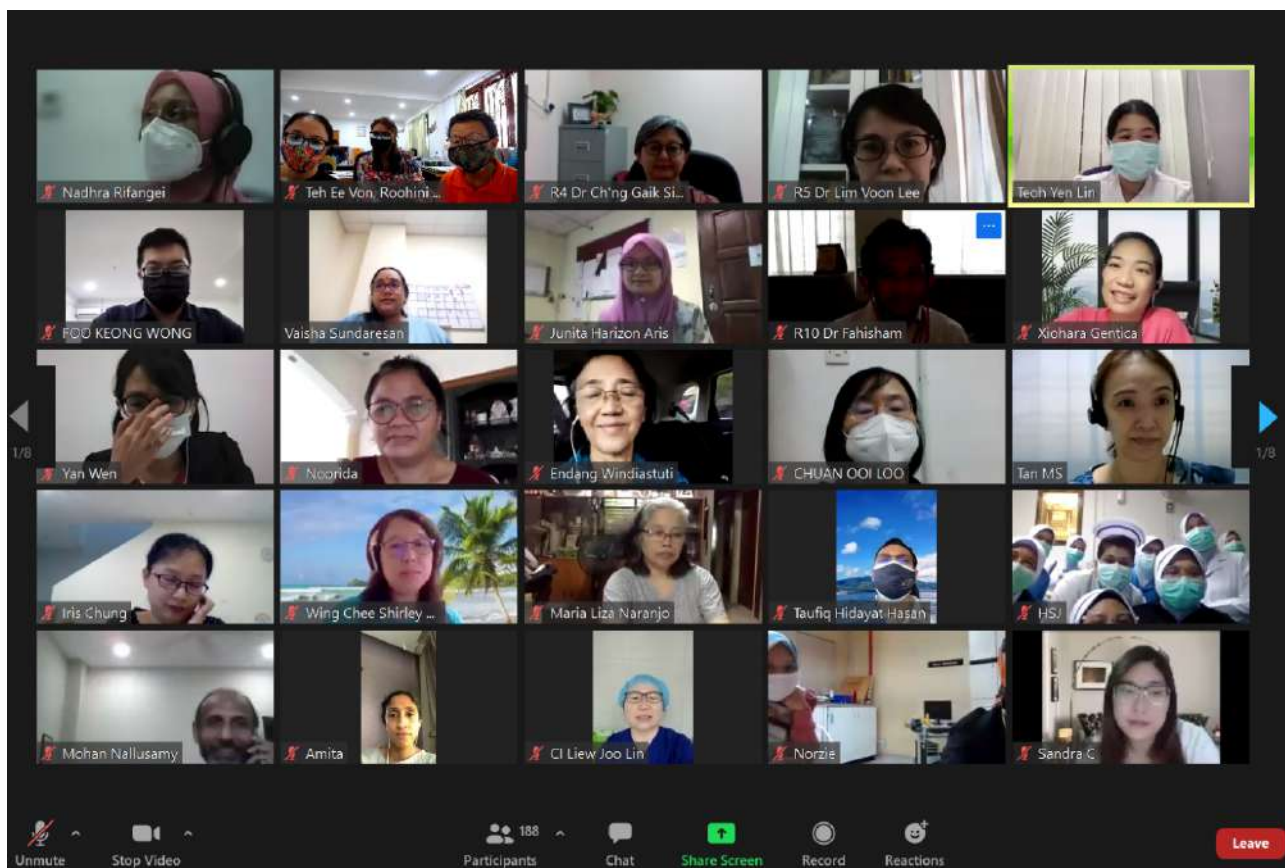 Nadhra Rifangei
Teh Ee Von, Roohini ...
R4 Dr Ch'ng Gaik Si...
R5 Dr Lim Voon Lee
Teoh Yen Lin
FOO KEONG WONG
Vaisha Sundaresan
Junita Harizon Aris
R10 Dr Fahisham
...
Xiohara Gentica
Yan Wen
Noorida
Endang Windiastuti
CHUAN OOI LOO
Tan MS
1/8
1/8
Iris Chung
Wing Chee Shirley ...
Maria Liza Naranjo
Taufiq Hidayat Hasan
HSJ
Mohan Nallusamy
Amita
CI Liew Joo Lin
Norzie
Sandra C
188
Unmute
Stop Video
Participants
Chat
Share Screen
Record
Reactions
Leave